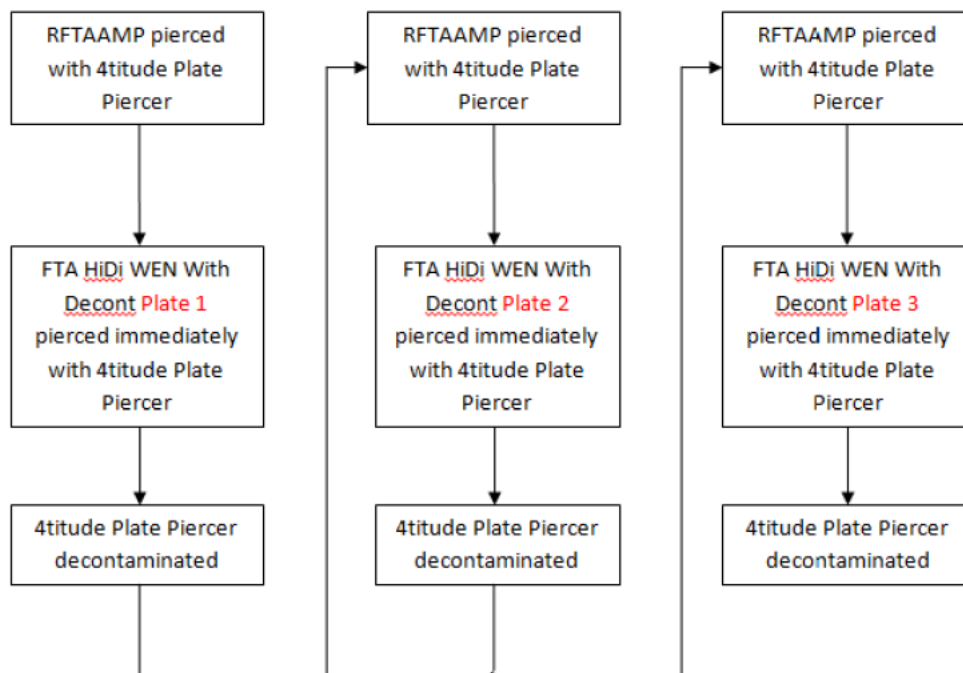 RFTAAMP pierced
with 4titude Plate
Piercer
FTA HiDi WEN With
Decont Plate 1
pierced immediately
with 4titude Plate
Piercer
4titude Plate Piercer
decontaminated
RFTAAMP pierced
with 4titude Plate
Piercer
FTA HiDi WEN With
Decont Plate 2
pierced immediately
with 4titude Plate
Piercer
4titude Plate Piercer
decontaminated
RFTAAMP pierced
with 4titude Plate
Piercer
FTA HiDi WEN With
Decont Plate 3
pierced immediately
with 4titude Plate
Piercer
4titude Plate Piercer
decontaminated